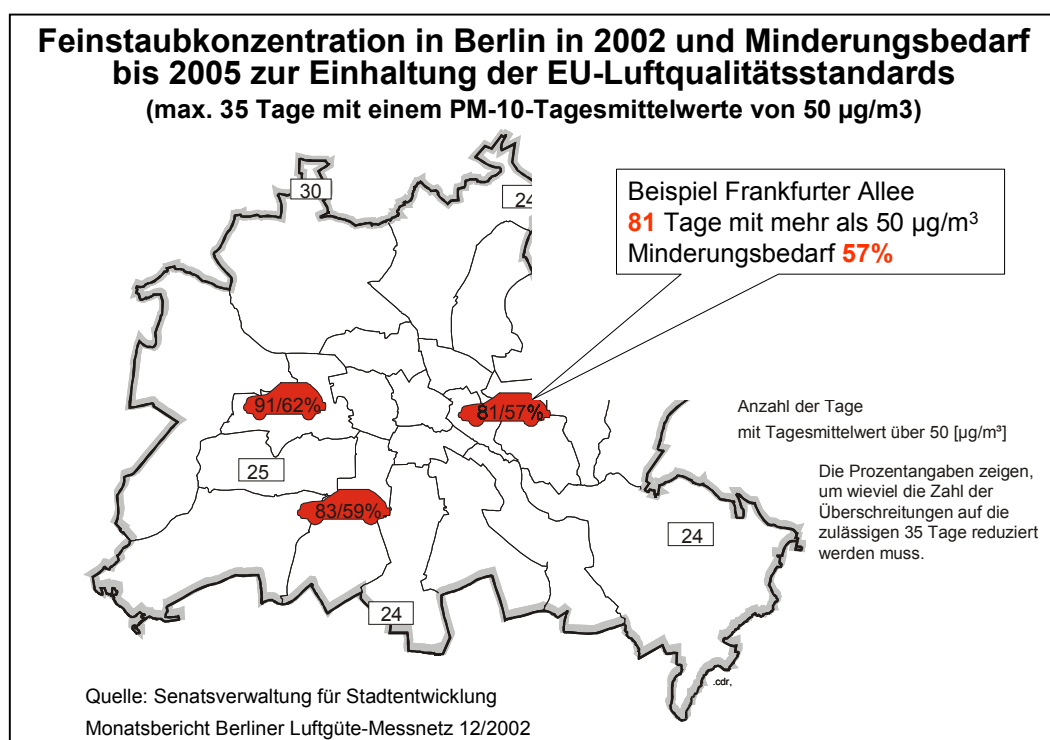 Feinstaubkonzentration in Berlin in 2002 und Minderungsbedarf
bis 2005 zur Einhaltung der EU-Luftqualitätsstandards
(max. 35 Tage mit einem PM-10-Tagesmittelwerte von 50 µg/m3)
30
24
Beispiel Frankfurter Allee
81 Tage mit mehr als 50 µg/m³
Minderungsbedarf 57%
91/62%
81/57%
Anzahl der Tage
mit Tagesmittelwert über 50 [µg/m³]
25
Die Prozentangaben zeigen,
um wieviel die Zahl der
Überschreitungen auf die
zulässigen 35 Tage reduziert
werden muss.
83/59%
24
24
.cdr,
Quelle: Senatsverwaltung für Stadtentwicklung
Monatsbericht Berliner Luftgüte-Messnetz 12/2002